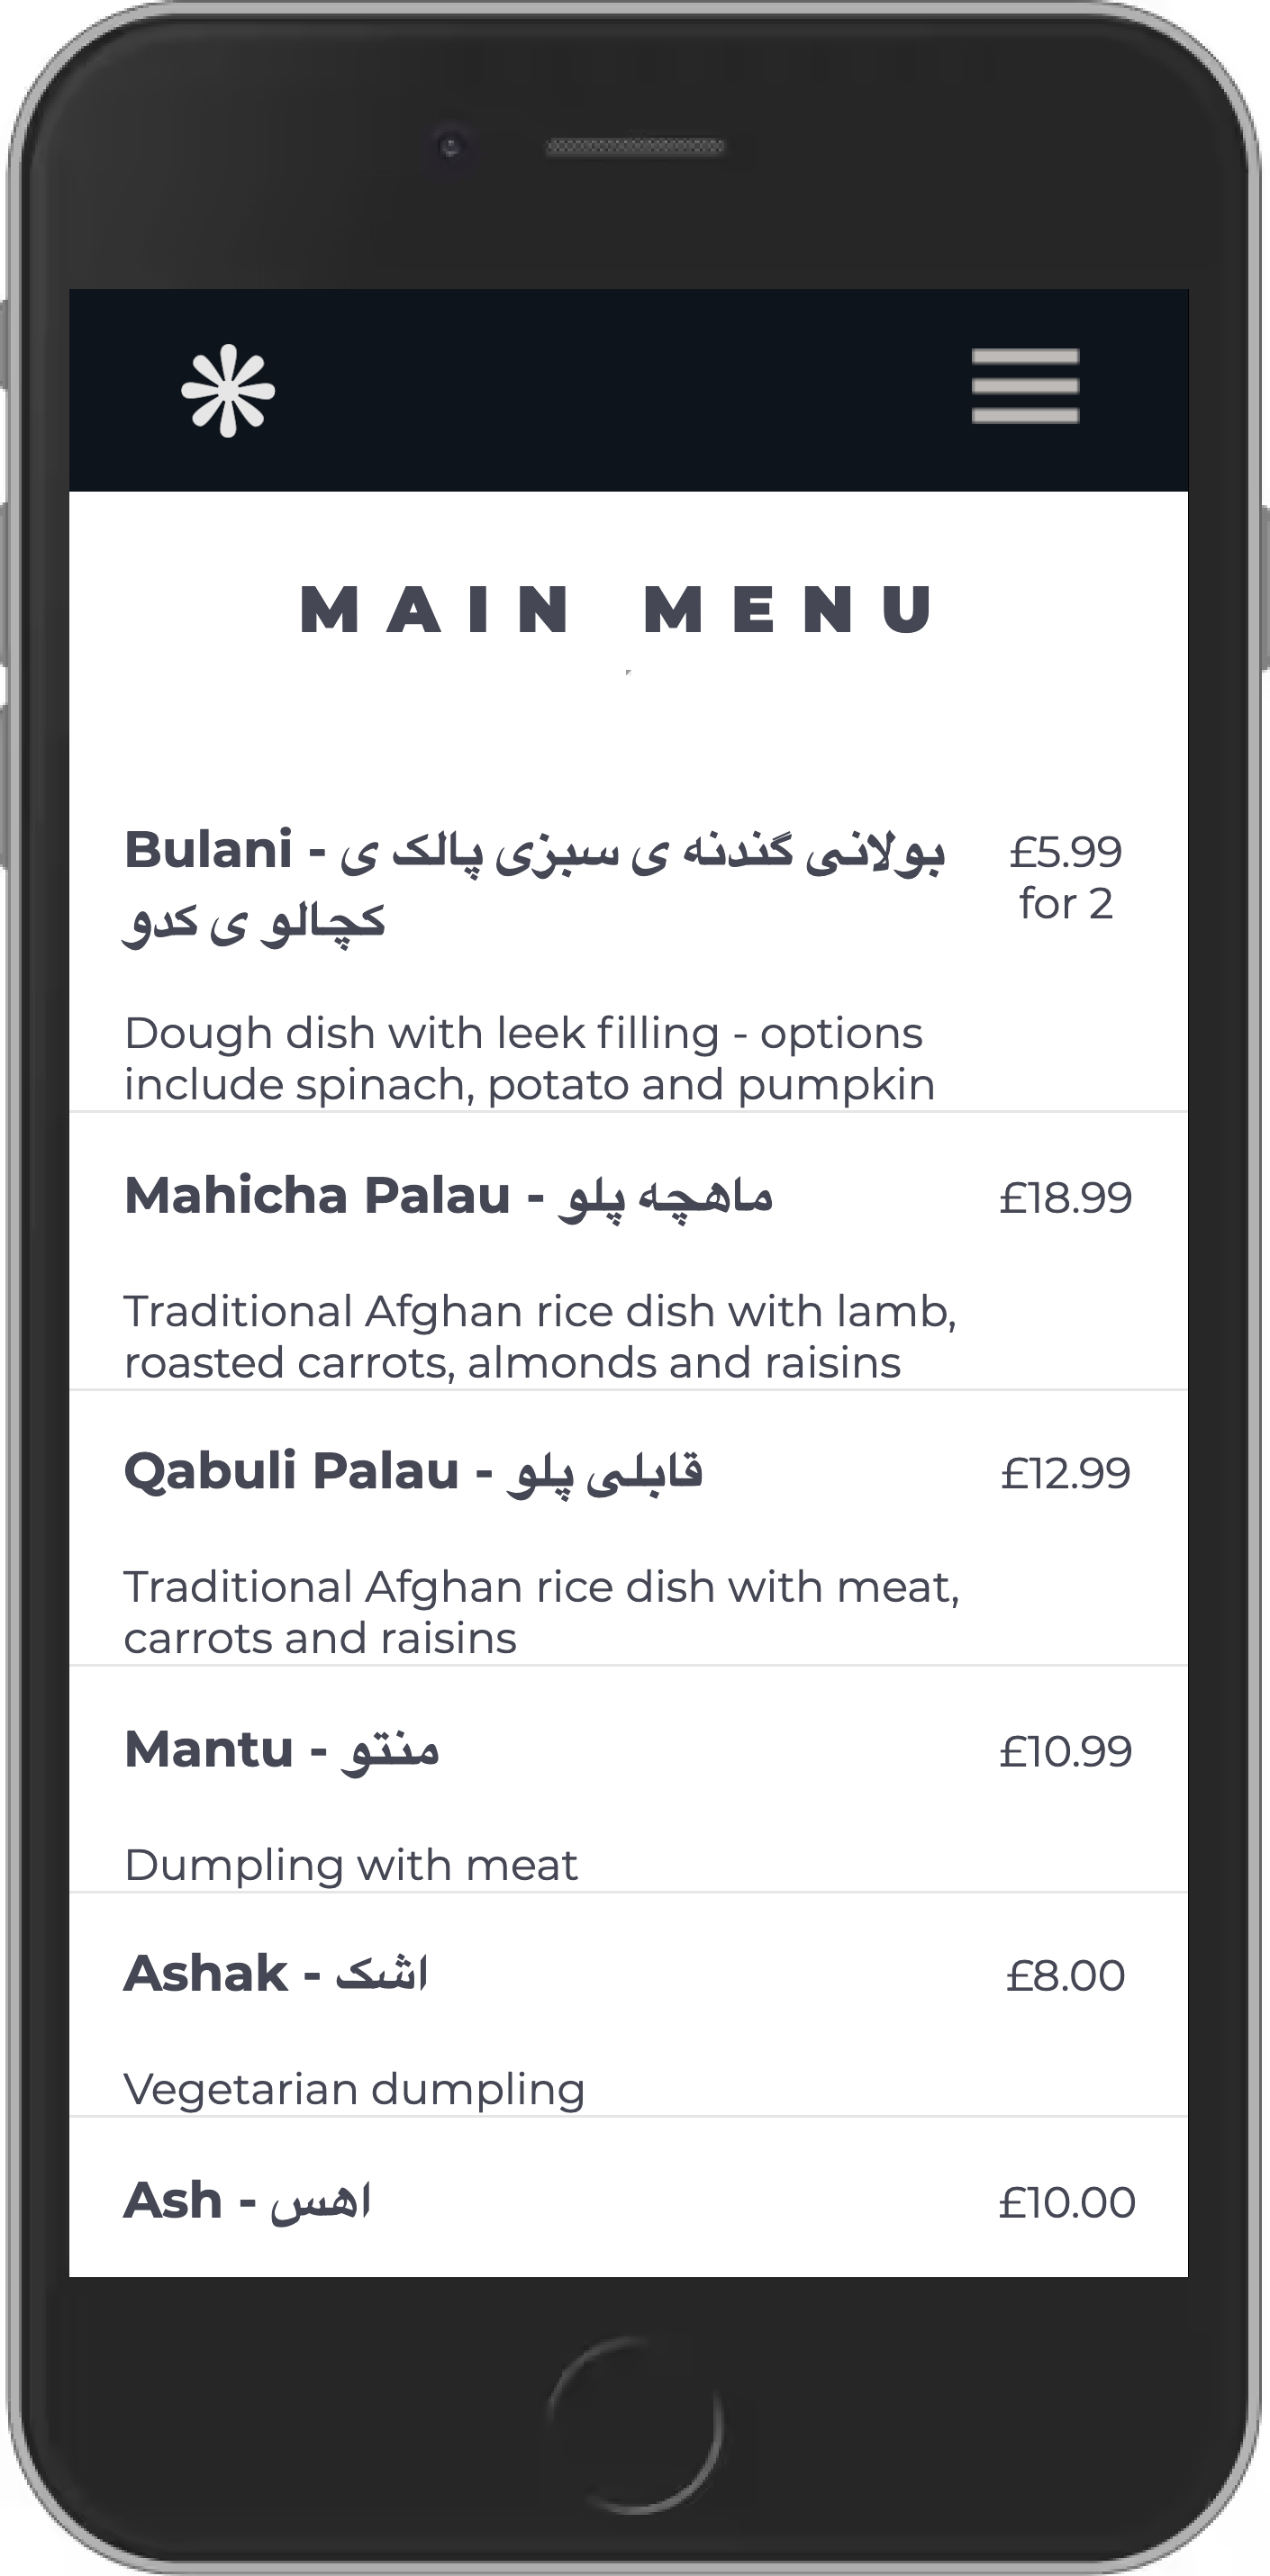 MAIN MENU
Bulani - بولانی گندنه ی سبزی پالک ی
کچالو ی کدو
£5.99
for 2
Dough dish with leek filling - options
include spinach, potato and pumpkin
Mahicha Palau - ماهچه پلو
£18.99
Traditional Afghan rice dish with lamb,
roasted carrots, almonds and raisins
Qabuli Palau - قابلی پلو
£12.99
Traditional Afghan rice dish with meat,
carrots and raisins
Mantu - منتو
£10.99
Dumpling with meat
Ashak - اشک
£8.00
Vegetarian dumpling
Ash - اهس
£10.00